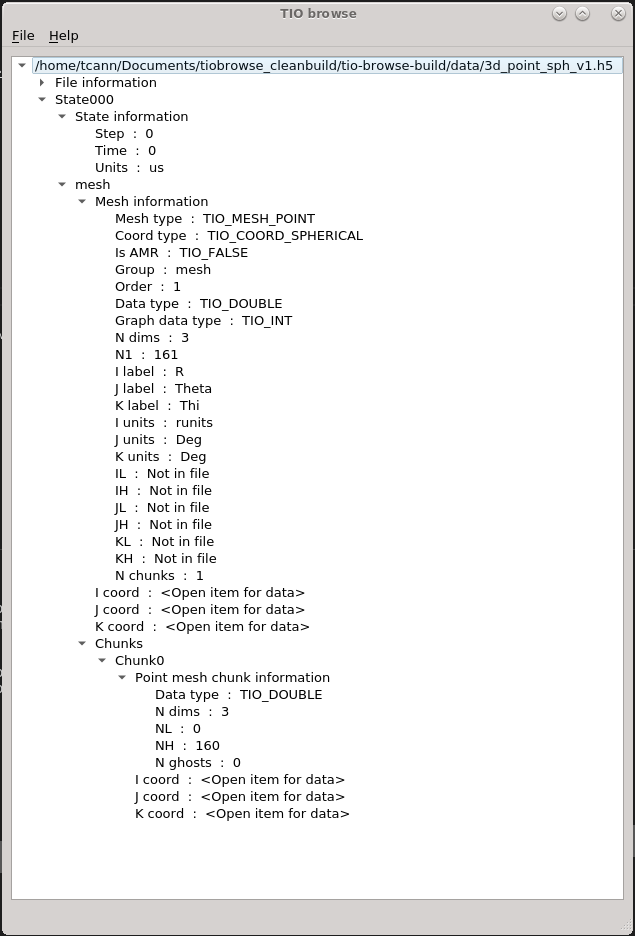 TIO browse
File Help
/home/tcann/Documents/tiobrowse_cleanbuild/tio-browse-build/data/3d_point_sph_v1.h5
File information
State000
State information
Step : 0
Time : 0
Units : us
mesh
Mesh information
Mesh type : TIO_MESH_POINT
Coord type : TIO_COORD_SPHERICAL
Is AMR : TIO_FALSE
Group : mesh
Order : 1
Data type : TIO_DOUBLE
Graph data type : TIO_INT
N dims : 3
N1 : 161
I label : R
J label : Theta
K label : Thi
I units : runits
J units : Deg
K units : Deg
IL : Not in file
IH : Not in file
JL : Not in file
JH : Not in file
KL : Not in file
KH : Not in file
N chunks : 1
I coord : <Open item for data>
J coord : <Open item for data>
K coord : <Open item for data>
Chunks
Chunk0
Point mesh chunk information
Data type : TIO_DOUBLE
N dims : 3
NL : 0
NH : 160
N ghosts : 0
I coord : <Open item for data>
J coord : <Open item for data>
K coord : <Open item for data>